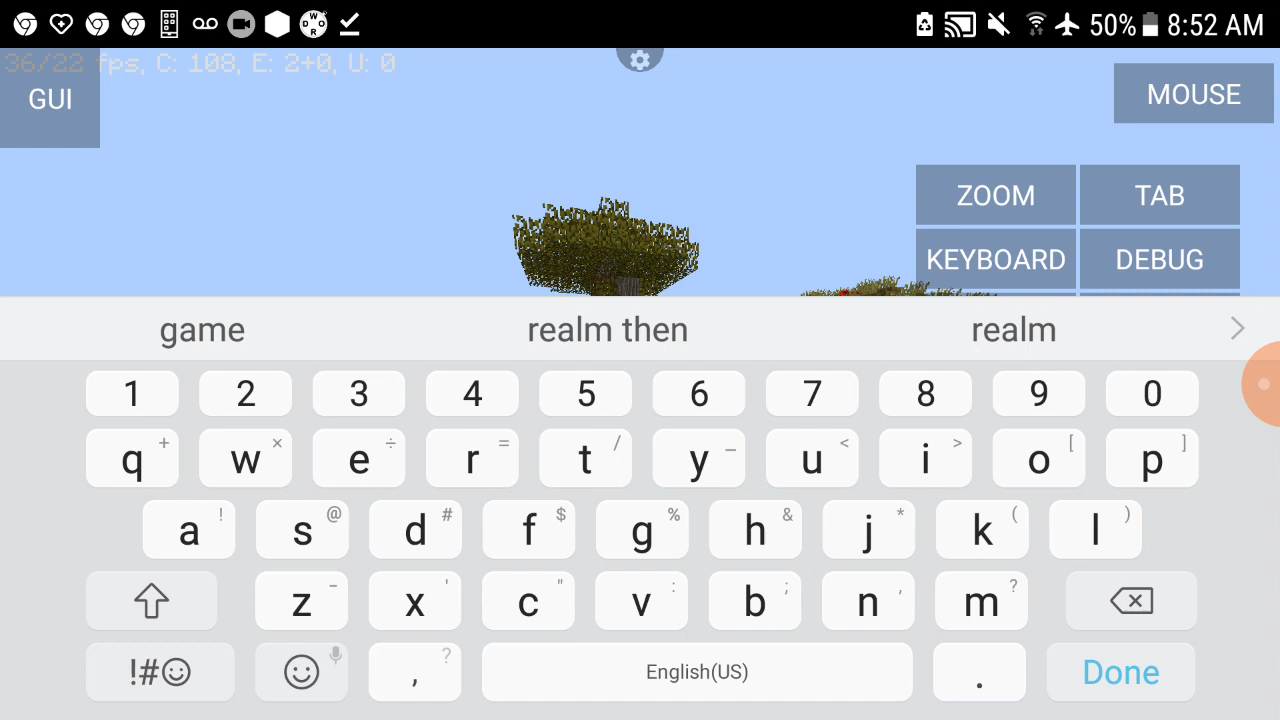 50% 8:52 AM
36/22 fps, C: 108, E: 2+0, U: 0
GUI
MOUSE
ZOOM TAB
KEYBOARD DEBUG
game realm then realm
1 2 3 4 5 6 7 8 9 0
q + w × e ÷ r = t / y _ u < i > o [ p ]
a ! s @ d # f $ g % h & j * k ( l )
z - x ' c " v : b ; n , m ?
!# , ? English(US) . Done